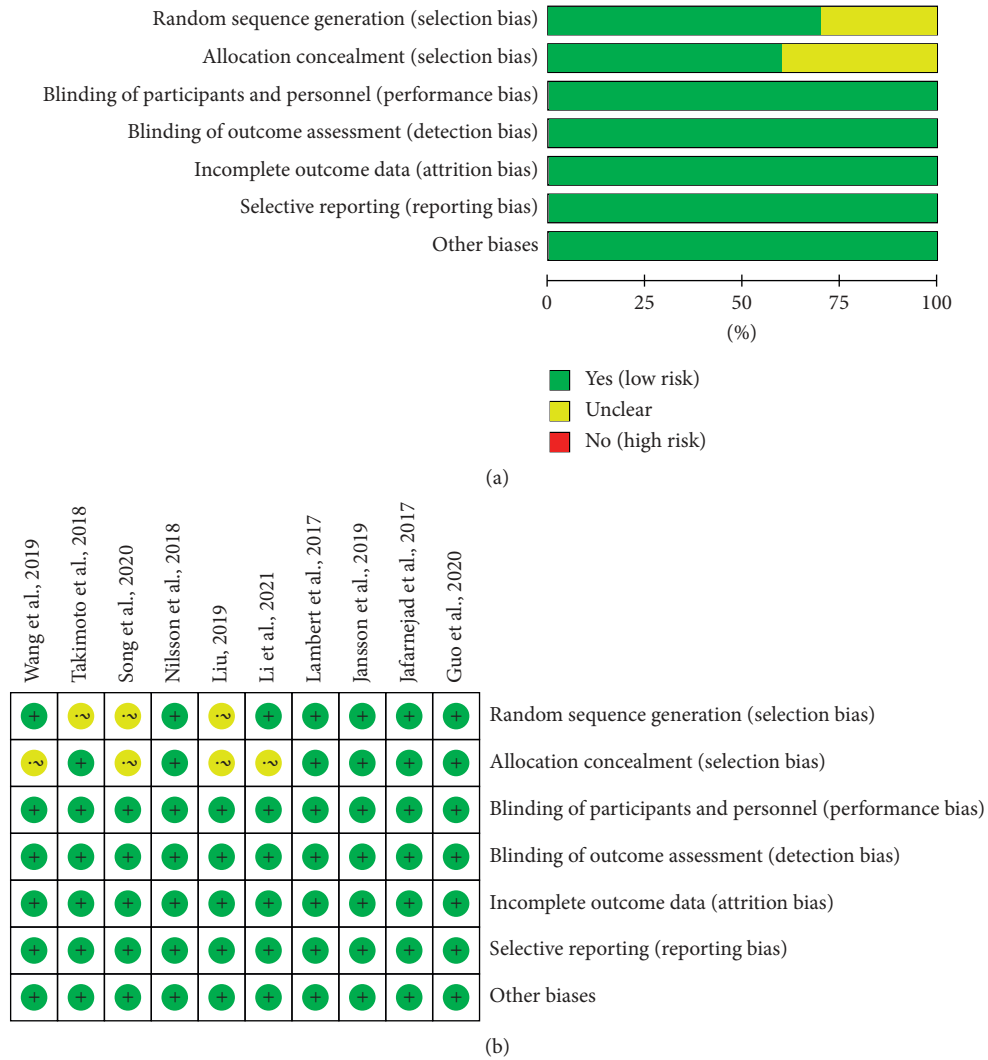 Random sequence generation (selection bias)
Allocation concealment (selection bias)
Blinding of participants and personnel (performance bias)
Blinding of outcome assessment (detection bias)
Incomplete outcome data (attrition bias)
Selective reporting (reporting bias)
Other biases
0 25 50 75 100
(%)
Yes (low risk)
Unclear
No (high risk)
(a)
Wang et al., 2019
Takimoto et al., 2018
Song et al., 2020
Nilsson et al., 2018
Liu, 2019
Li et al., 2021
Lambert et al., 2017
Jansson et al., 2019
Jafarnejad et al., 2017
Guo et al., 2020
+ ? ? + ? + + + + + Random sequence generation (selection bias)
? + ? + ? ? + + + + Allocation concealment (selection bias)
+ + + + + + + + + + Blinding of participants and personnel (performance bias)
+ + + + + + + + + + Blinding of outcome assessment (detection bias)
+ + + + + + + + + + Incomplete outcome data (attrition bias)
+ + + + + + + + + + Selective reporting (reporting bias)
+ + + + + + + + + + Other biases
(b)